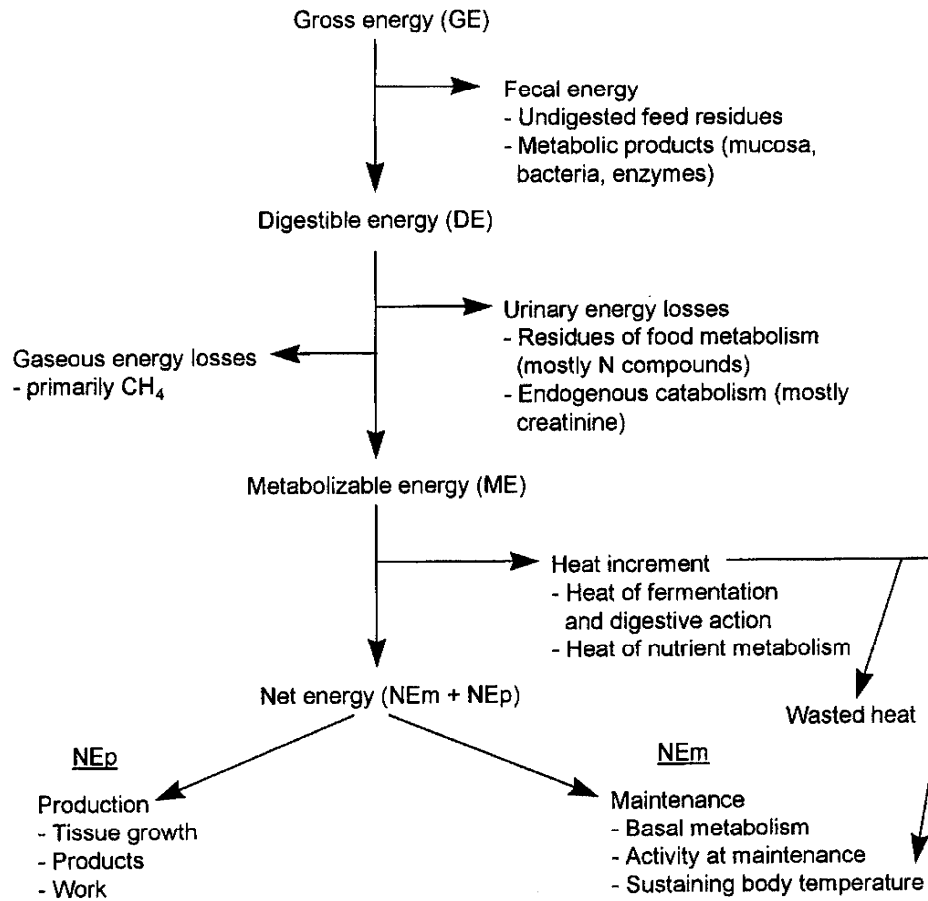 Gross energy (GE)
Fecal energy
- Undigested feed residues
- Metabolic products (mucosa,
bacteria, enzymes)
Digestible energy (DE)
Urinary energy losses
- Residues of food metabolism
(mostly N compounds)
- Endogenous catabolism (mostly
creatinine)
Gaseous energy losses
- primarily CH₄
Metabolizable energy (ME)
Heat increment
- Heat of fermentation
and digestive action
- Heat of nutrient metabolism
Net energy (NEm + NEp)
Wasted heat
NEp
Production
- Tissue growth
- Products
- Work
NEm
Maintenance
- Basal metabolism
- Activity at maintenance
- Sustaining body temperature